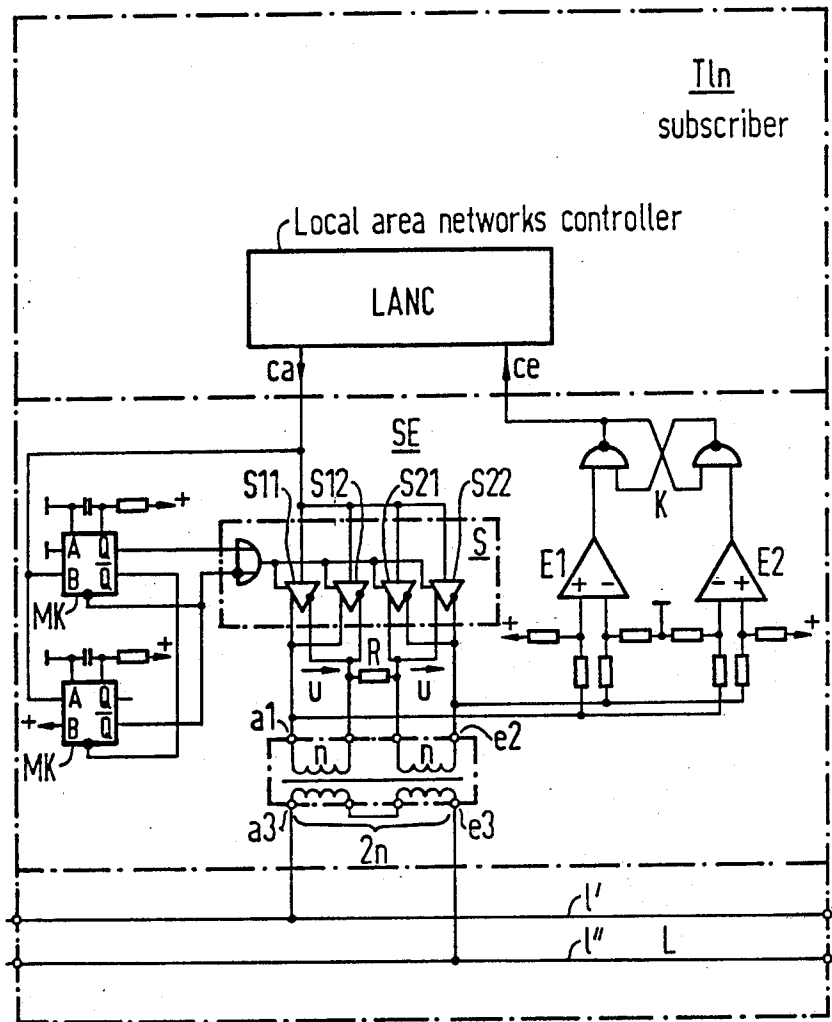 Tln
subscriber
Local area networks controller
LANC
ca
ce
SE
S11
S12
S21
S22
S
K
E1
E2
+ -
- +
+
+
A Q
B Q̅
MK
+
+
A Q
B Q̅
+
MK
R
u
u
a1
e2
n
n
a3
e3
2n
l'
l"
L